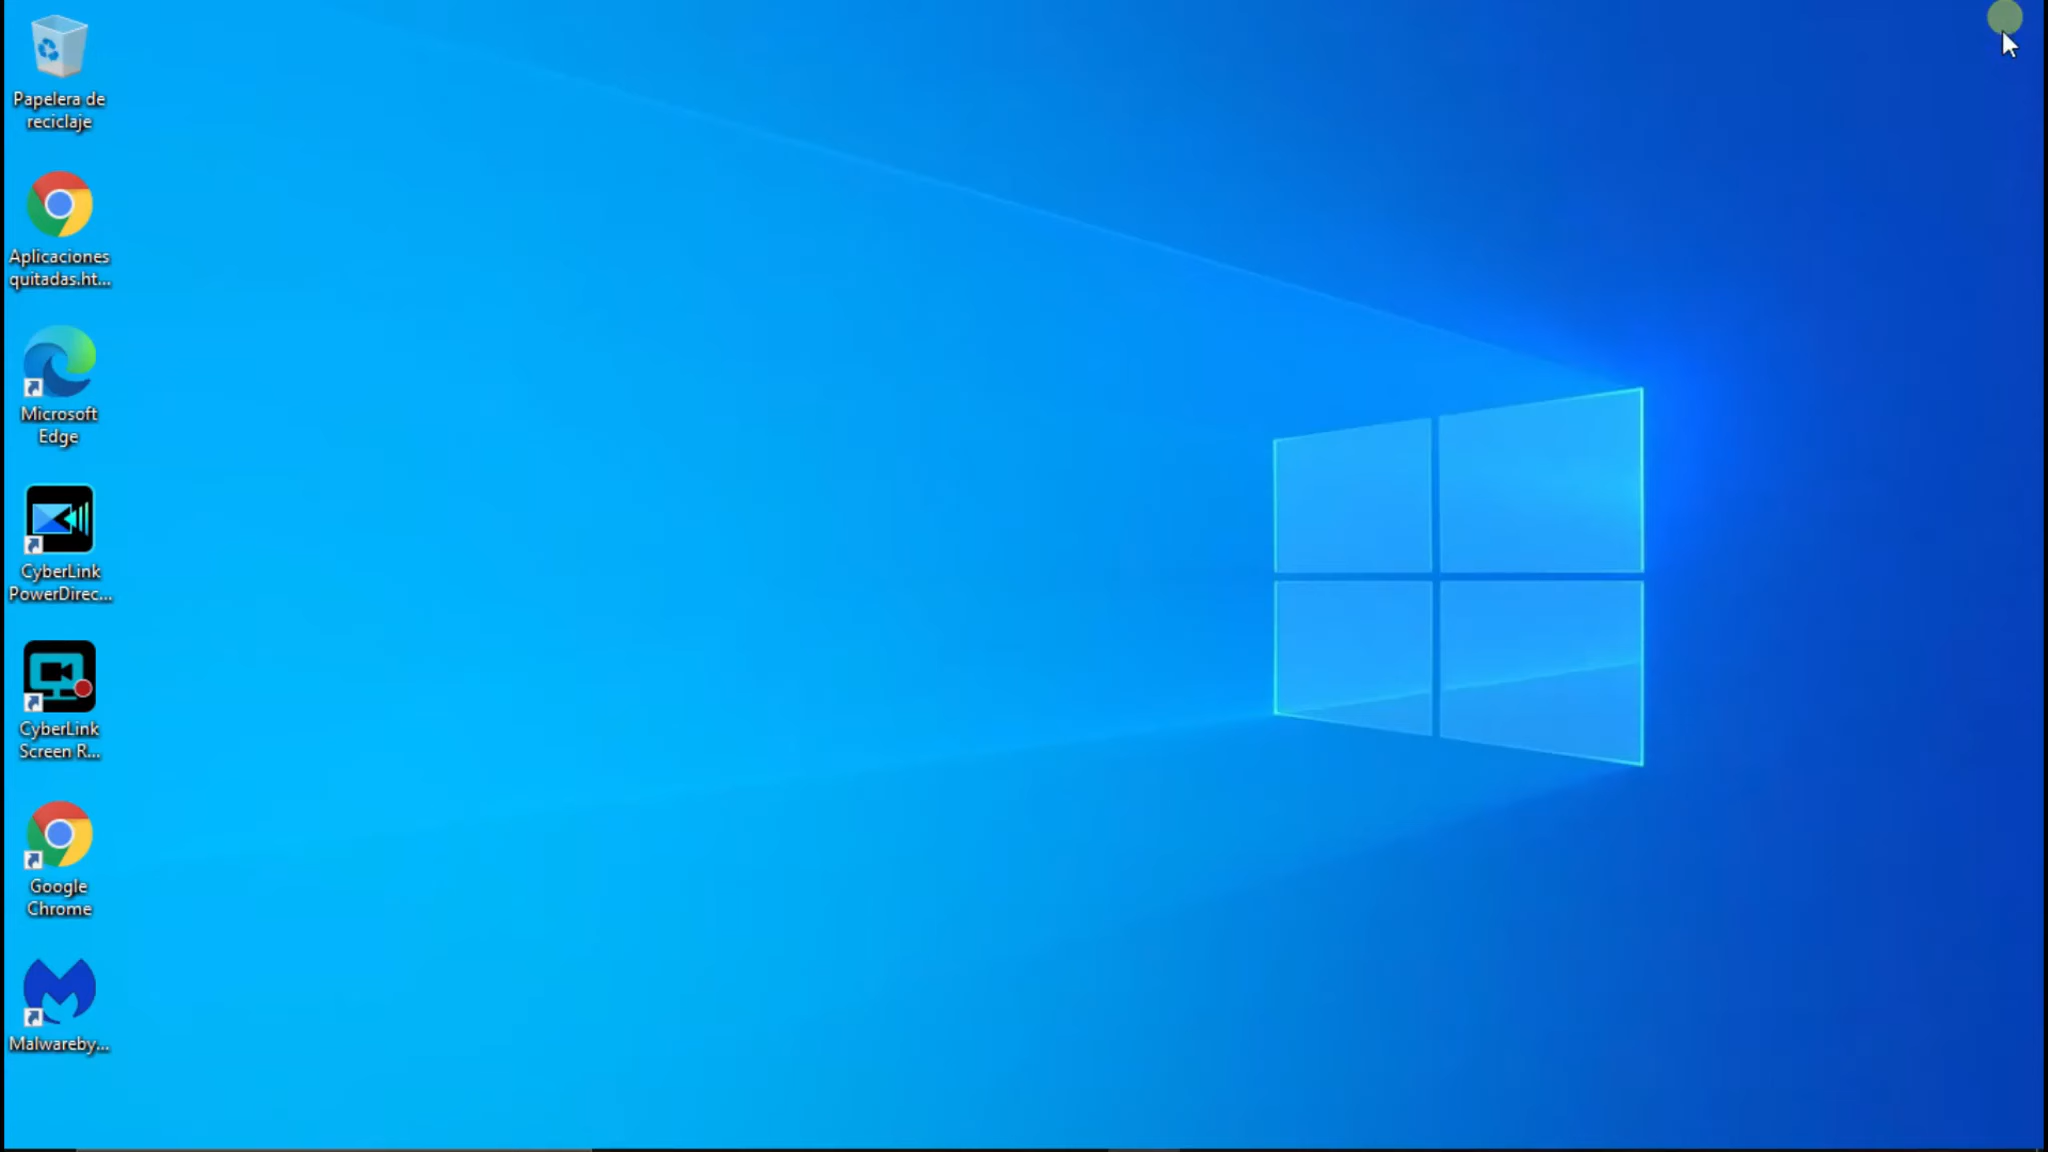 Papelera de
reciclaje
Aplicaciones
quitadas.ht...
Microsoft
Edge
CyberLink
PowerDirec...
CyberLink
Screen R...
Google
Chrome
Malwareby...